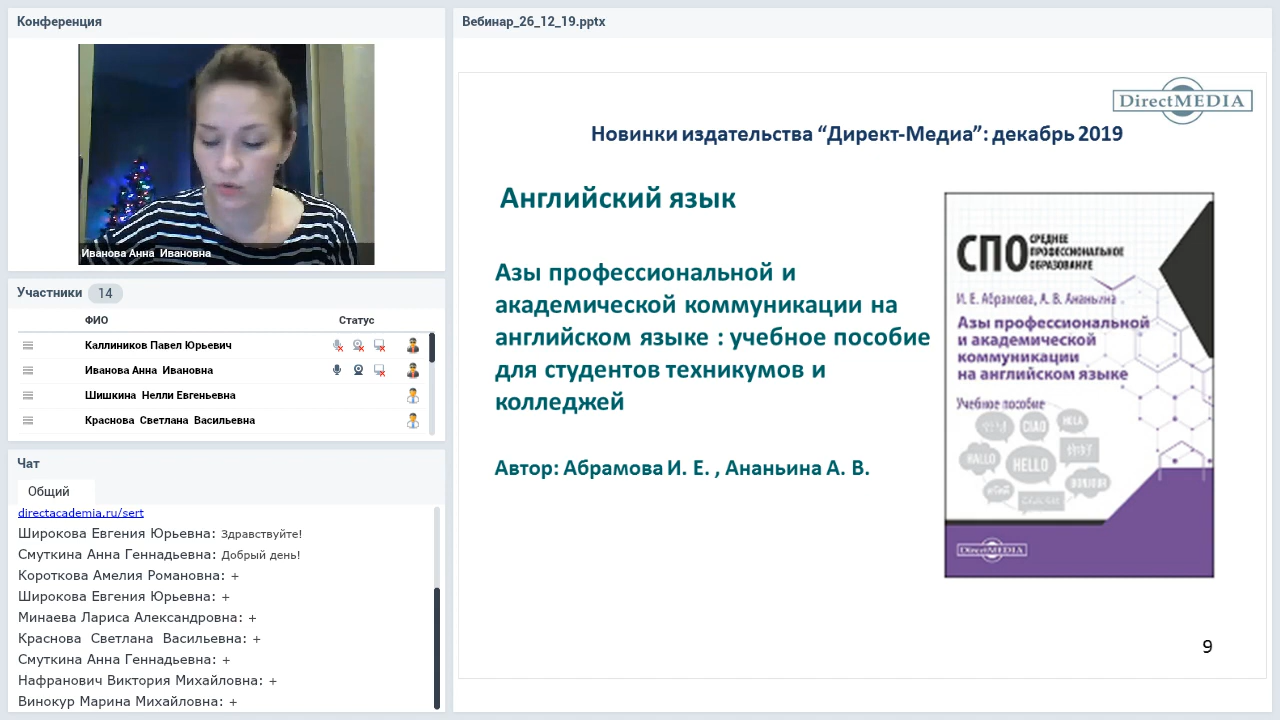 Конференция
Иванова Анна Ивановна
Участники 14
ФИО Статус
Каллиников Павел Юрьевич
Иванова Анна Ивановна
Шишкина Нелли Евгеньевна
Краснова Светлана Васильевна
Чат
Общий
directacademia.ru/sert
Широкова Евгения Юрьевна: Здравствуйте!
Смуткина Анна Геннадьевна: Добрый день!
Короткова Амелия Романовна: +
Широкова Евгения Юрьевна: +
Минаева Лариса Александровна: +
Краснова Светлана Васильевна: +
Смуткина Анна Геннадьевна: +
Нафранович Виктория Михайловна: +
Винокур Марина Михайловна: +
Вебинар_26_12_19.pptx
DirectMEDIA
Новинки издательства “Директ-Медиа”: декабрь 2019
Английский язык
Азы профессиональной и
академической коммуникации на
английском языке : учебное пособие
для студентов техникумов и
колледжей
Автор: Абрамова И. Е. , Ананьина А. В.
СПО СРЕДНЕЕ
ПРОФЕССИОНАЛЬНОЕ
ОБРАЗОВАНИЕ
И. Е. Абрамова, А. В. Ананьина
Азы профессиональной
и академической
коммуникации
на английском языке
Учебное пособие
CIAO
HALLO
HELLO
DirectMEDIA
9